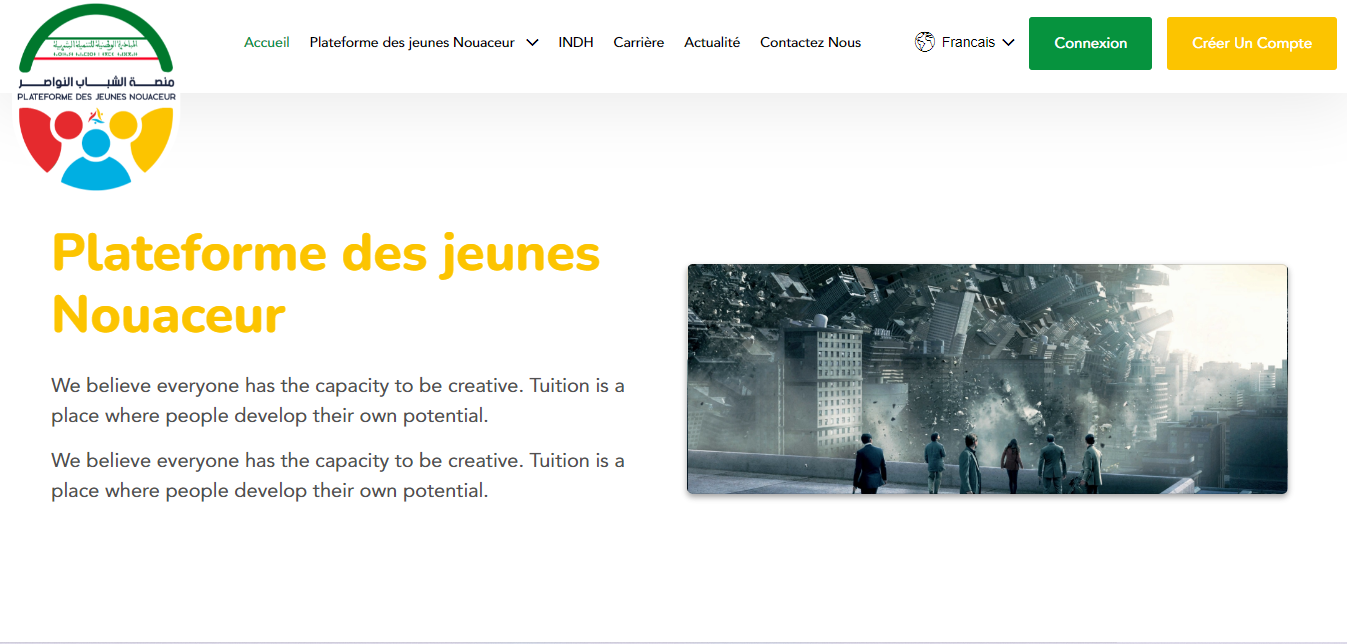 المبادرة الوطنية للتنمية البشرية
منصة الشباب النواصر
PLATEFORME DES JEUNES NOUACEUR
Accueil
Plateforme des jeunes Nouaceur
INDH
Carrière
Actualité
Contactez Nous
Francais
Connexion
Créer Un Compte
Plateforme des jeunes
Nouaceur
We believe everyone has the capacity to be creative. Tuition is a
place where people develop their own potential.
We believe everyone has the capacity to be creative. Tuition is a
place where people develop their own potential.